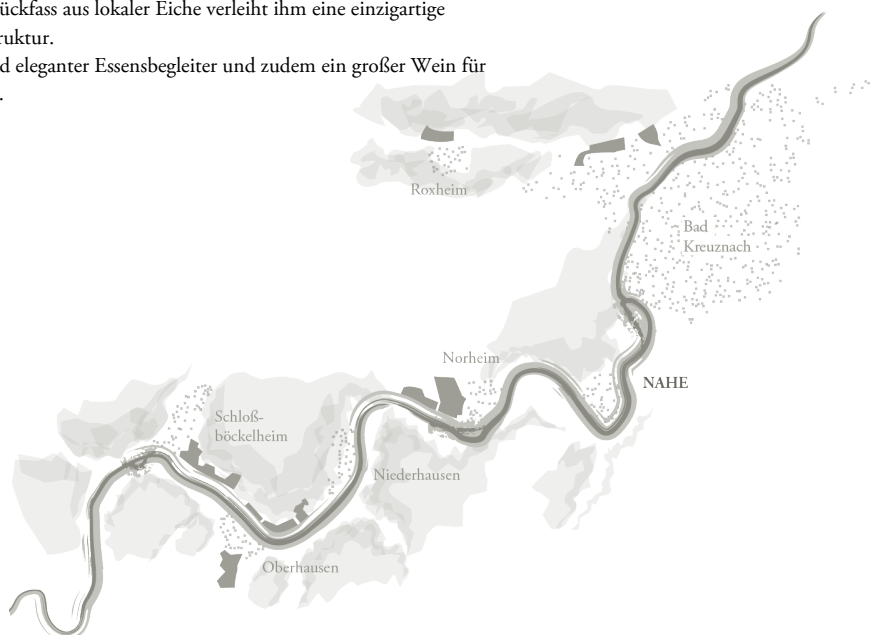 ückfass aus lokaler Eiche verleiht ihm eine einzigartige
ruktur.
d eleganter Essensbegleiter und zudem ein großer Wein für
.
Roxheim
Bad
Kreuznach
Norheim
NAHE
Schloß-
böckelheim
Niederhausen
Oberhausen